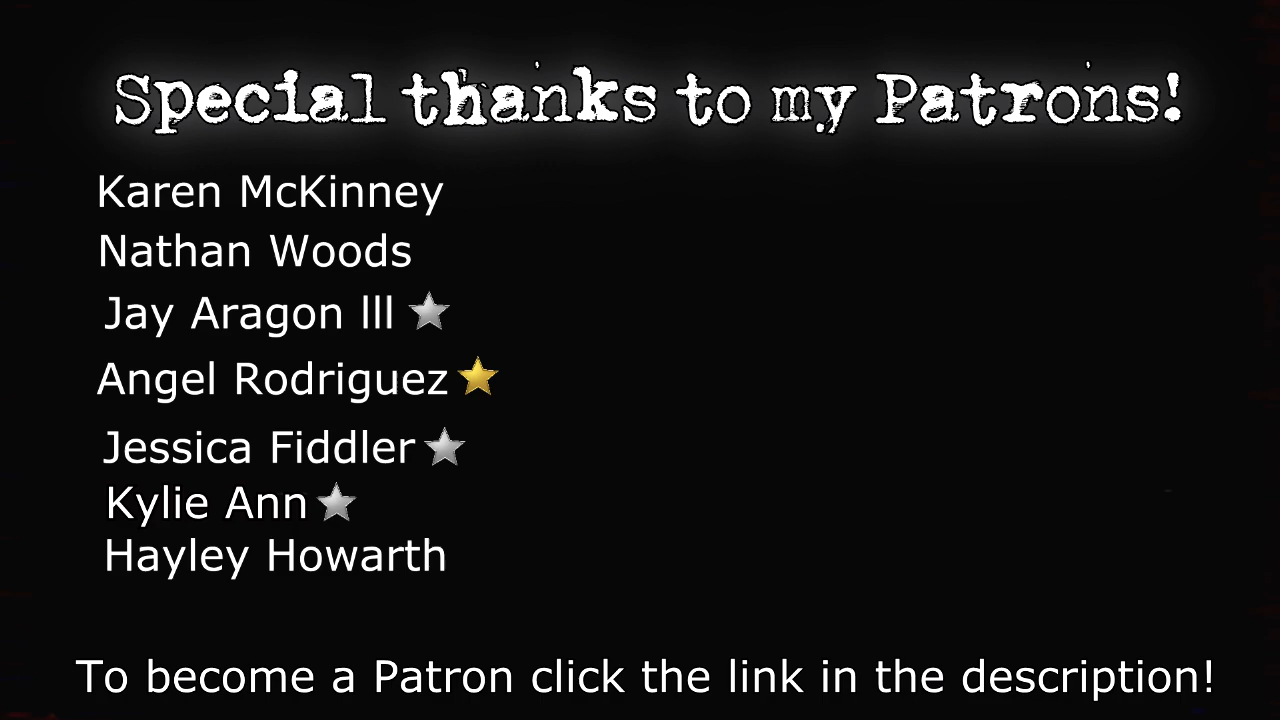 Special thanks to my Patrons!
Karen McKinney
Nathan Woods
Jay Aragon lll
Angel Rodriguez
Jessica Fiddler
Kylie Ann
Hayley Howarth
To become a Patron click the link in the description!